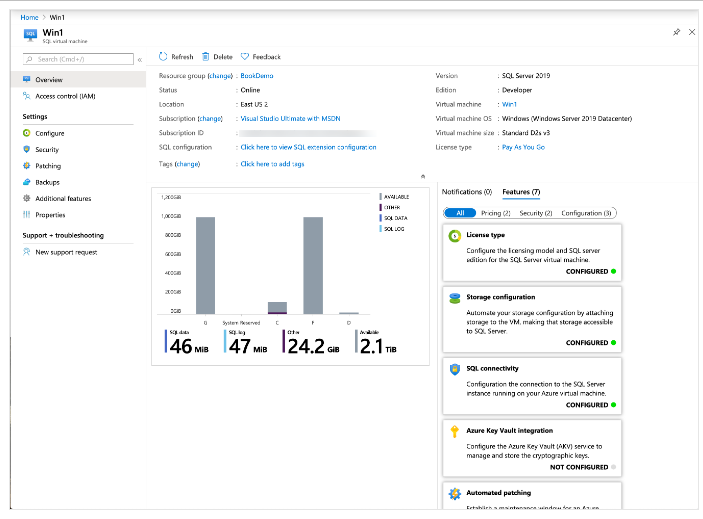 Home > Win1
Win1
SQL virtual machine
Search (Cmd+/)
«
Overview
Access control (IAM)
Settings
Configure
Security
Patching
Backups
Additional features
Properties
Support + troubleshooting
New support request
Refresh Delete Feedback
Resource group (change) : BookDemo
Status : Online
Location : East US 2
Subscription (change) : Visual Studio Ultimate with MSDN
Subscription ID :
SQL configuration : Click here to view SQL extension configuration
Tags (change) : Click here to add tags
Version : SQL Server 2019
Edition : Developer
Virtual machine : Win1
Virtual machine OS : Windows (Windows Server 2019 Datacenter)
Virtual machine size : Standard D2s v3
License type : Pay As You Go
1,200GiB
1,000GiB
800GiB
600GiB
400GiB
200GiB
0GiB
G System Reserved C F D
AVAILABLE
OTHER
SQL DATA
SQL LOG
SQL data
46 MiB
SQL log
47 MiB
Other
24.2 GiB
Available
2.1 TiB
Notifications (0) Features (7)
All Pricing (2) Security (2) Configuration (3)
License type
Configure the licensing model and SQL server
edition for the SQL Server virtual machine.
CONFIGURED
Storage configuration
Automate your storage configuration by attaching
storage to the VM, making that storage accessible
to SQL Server.
CONFIGURED
SQL connectivity
Configuration the connection to the SQL Server
instance running on your Azure virtual machine.
CONFIGURED
Azure Key Vault integration
Configure the Azure Key Vault (AKV) service to
manage and store the cryptographic keys.
NOT CONFIGURED
Automated patching
Establish a maintenance window for an Azure